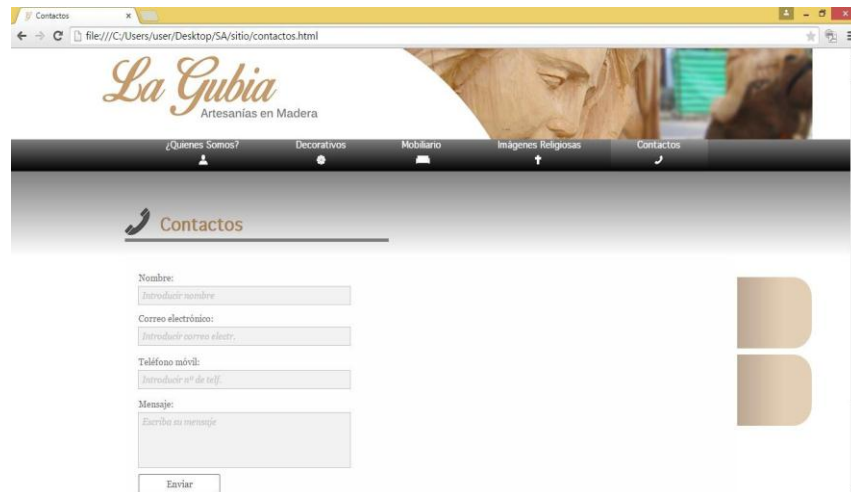 Contactos
file:///C:/Users/user/Desktop/SA/sitio/contactos.html
La Gubia
Artesanías en Madera
¿Quienes Somos? Decorativos Mobiliario Imágenes Religiosas Contactos
Contactos
Nombre:
Introducir nombre
Correo electrónico:
Introducir correo electr.
Teléfono móvil:
Introducir nº de telf.
Mensaje:
Escriba su mensaje
Enviar